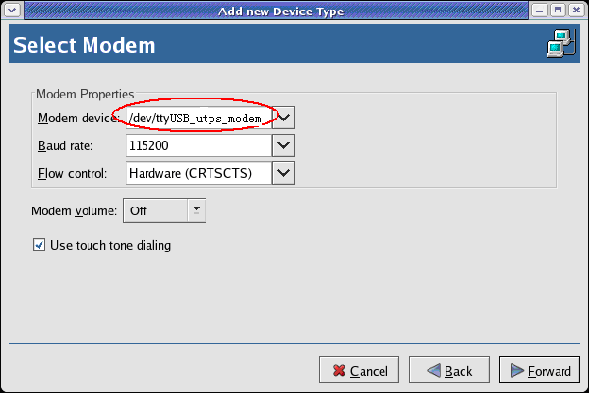 Add new Device Type
Select Modem
Modem Properties
Modem device: /dev/ttyUSB_utps_modem
Baud rate: 115200
Flow control: Hardware (CRTSCTS)
Modem volume: Off
Use touch tone dialing
Cancel Back Forward